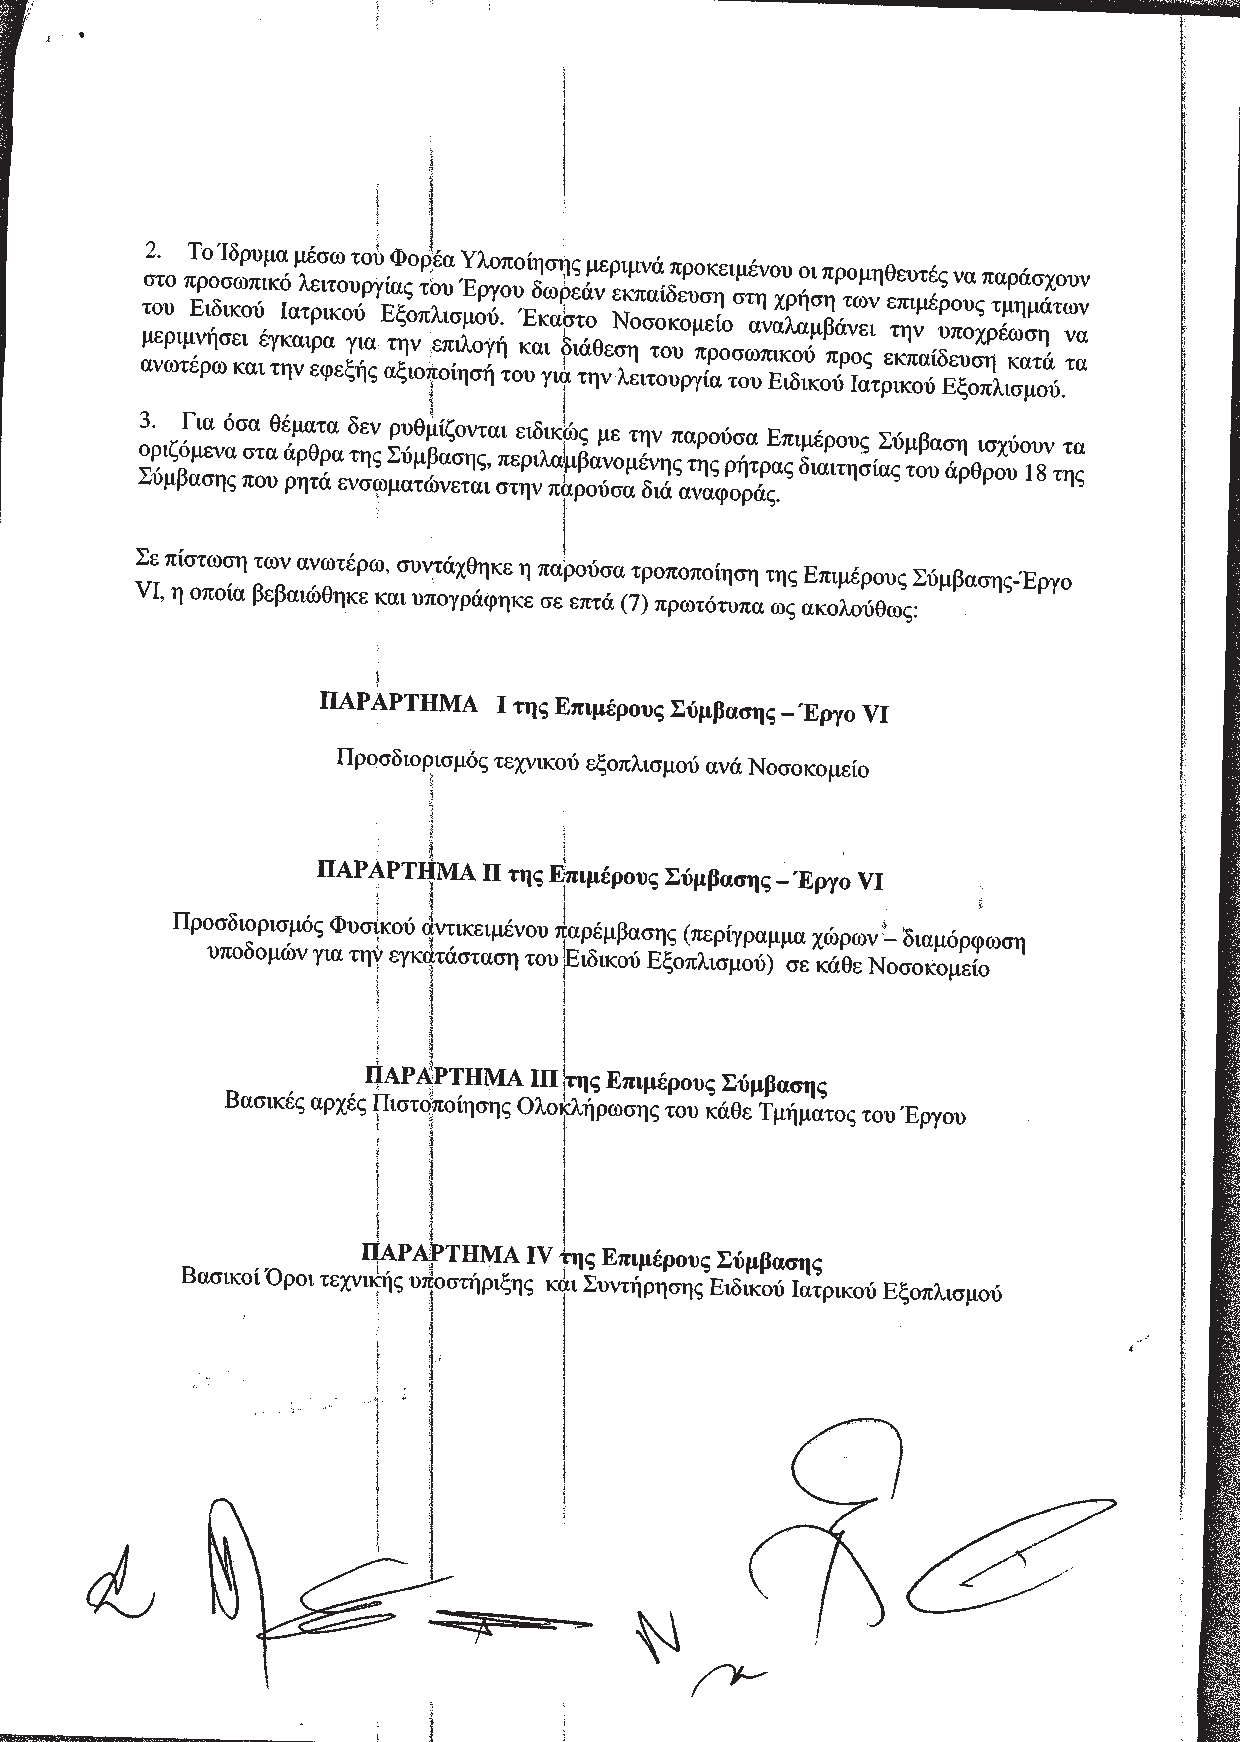 2. Το Ίδρυμα μέσω του Φορέα Υλοποίησης μεριμνά προκειμένου οι προμηθευτές να παράσχουν
στο προσωπικό λειτουργίας του Έργου δωρεάν εκπαίδευση στη χρήση των επιμέρους τμημάτων
του Ειδικού Ιατρικού Εξοπλισμού. Έκαστο Νοσοκομείο αναλαμβάνει την υποχρέωση να
μεριμνήσει έγκαιρα για την επιλογή και διάθεση του προσωπικού προς εκπαίδευση κατά τα
ανωτέρω και την εφεξής αξιοποίησή του για την λειτουργία του Ειδικού Ιατρικού Εξοπλισμού.
3. Για όσα θέματα δεν ρυθμίζονται ειδικώς με την παρούσα Επιμέρους Σύμβαση ισχύουν τα
οριζόμενα στα άρθρα της Σύμβασης, περιλαμβανομένης της ρήτρας διαιτησίας του άρθρου 18 της
Σύμβασης που ρητά ενσωματώνεται στην παρούσα διά αναφοράς.
Σε πίστωση των ανωτέρω, συντάχθηκε η παρούσα τροποποίηση της Επιμέρους Σύμβασης-Έργο
VI, η οποία βεβαιώθηκε και υπογράφηκε σε επτά (7) πρωτότυπα ως ακολούθως:
ΠΑΡΑΡΤΗΜΑ I της Επιμέρους Σύμβασης – Έργο VI
Προσδιορισμός τεχνικού εξοπλισμού ανά Νοσοκομείο
ΠΑΡΑΡΤΗΜΑ II της Επιμέρους Σύμβασης – Έργο VI
Προσδιορισμός Φυσικού αντικειμένου παρέμβασης (περίγραμμα χώρων – διαμόρφωση
υποδομών για την εγκατάσταση του Ειδικού Εξοπλισμού) σε κάθε Νοσοκομείο
ΠΑΡΑΡΤΗΜΑ III της Επιμέρους Σύμβασης
Βασικές αρχές Πιστοποίησης Ολοκλήρωσης του κάθε Τμήματος του Έργου
ΠΑΡΑΡΤΗΜΑ IV της Επιμέρους Σύμβασης
Βασικοί Όροι τεχνικής υποστήριξης και Συντήρησης Ειδικού Ιατρικού Εξοπλισμού